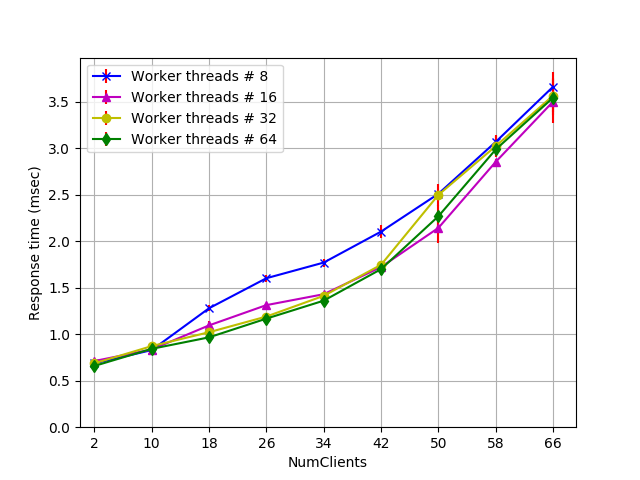 Worker threads # 8
Worker threads # 16
Worker threads # 32
Worker threads # 64
3.5
3.0
2.5
2.0
1.5
1.0
0.5
0.0
Response time (msec)
2 10 18 26 34 42 50 58 66
NumClients